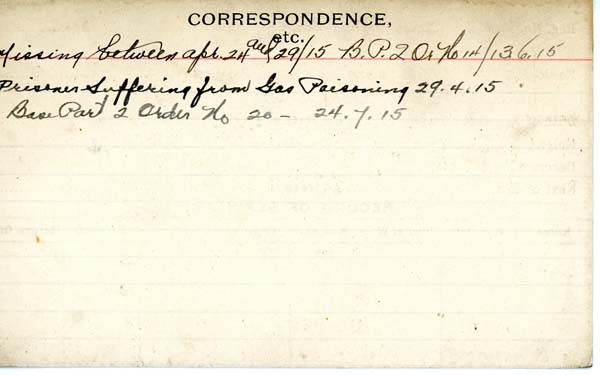 CORRESPONDENCE,
etc.
Missing between Apr. 24 and 29/15 B.P. 2 Or No 14/13.6.15
Prisoner Suffering from Gas Poisoning 29.4.15
Base Part 2 Order No 20 - 24.7.15